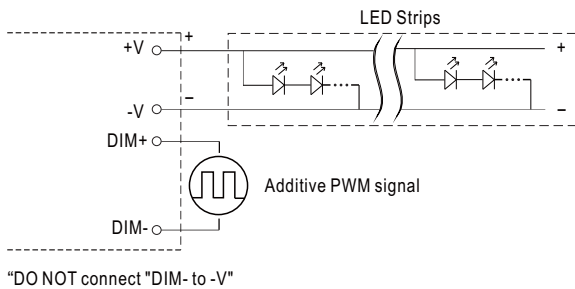 LED Strips
+V + +
-V – –
DIM+
Additive PWM signal
DIM-
“DO NOT connect "DIM- to -V"